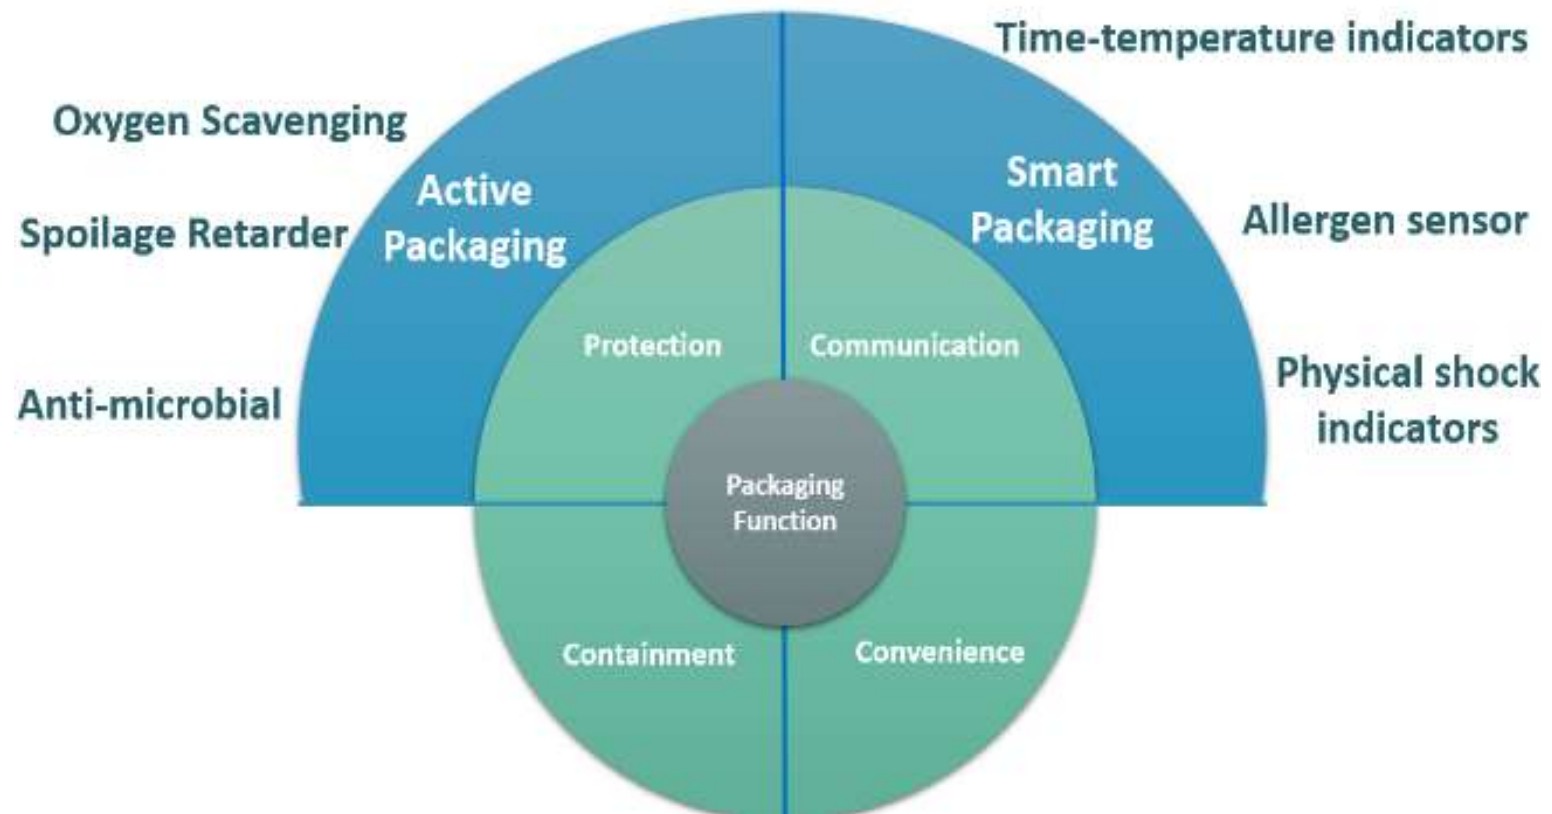 Time-temperature indicators
Oxygen Scavenging
Active
Packaging
Smart
Packaging
Spoilage Retarder
Allergen sensor
Protection
Communication
Anti-microbial
Physical shock
indicators
Packaging
Function
Containment
Convenience